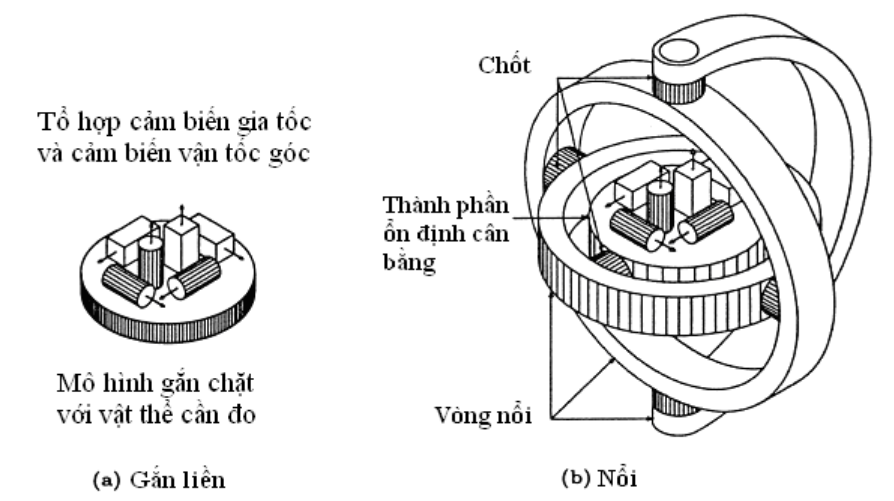 Tổ hợp cảm biến gia tốc
và cảm biến vận tốc góc
Mô hình gắn chặt
với vật thể cần đo
(a) Gắn liền
Chốt
Thành phần
ổn định cân
bằng
Vòng nổi
(b) Nổi